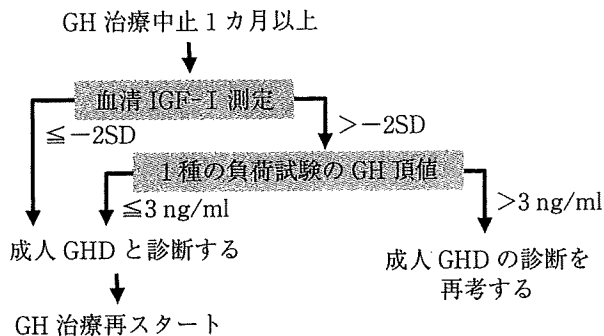 GH 治療中止 1 カ月以上
血清 IGF-I 測定
≦−2SD
>−2SD
1種の負荷試験の GH 頂値
≦3 ng/ml
>3 ng/ml
成人 GHD と診断する
成人 GHD の診断を
再考する
GH 治療再スタート